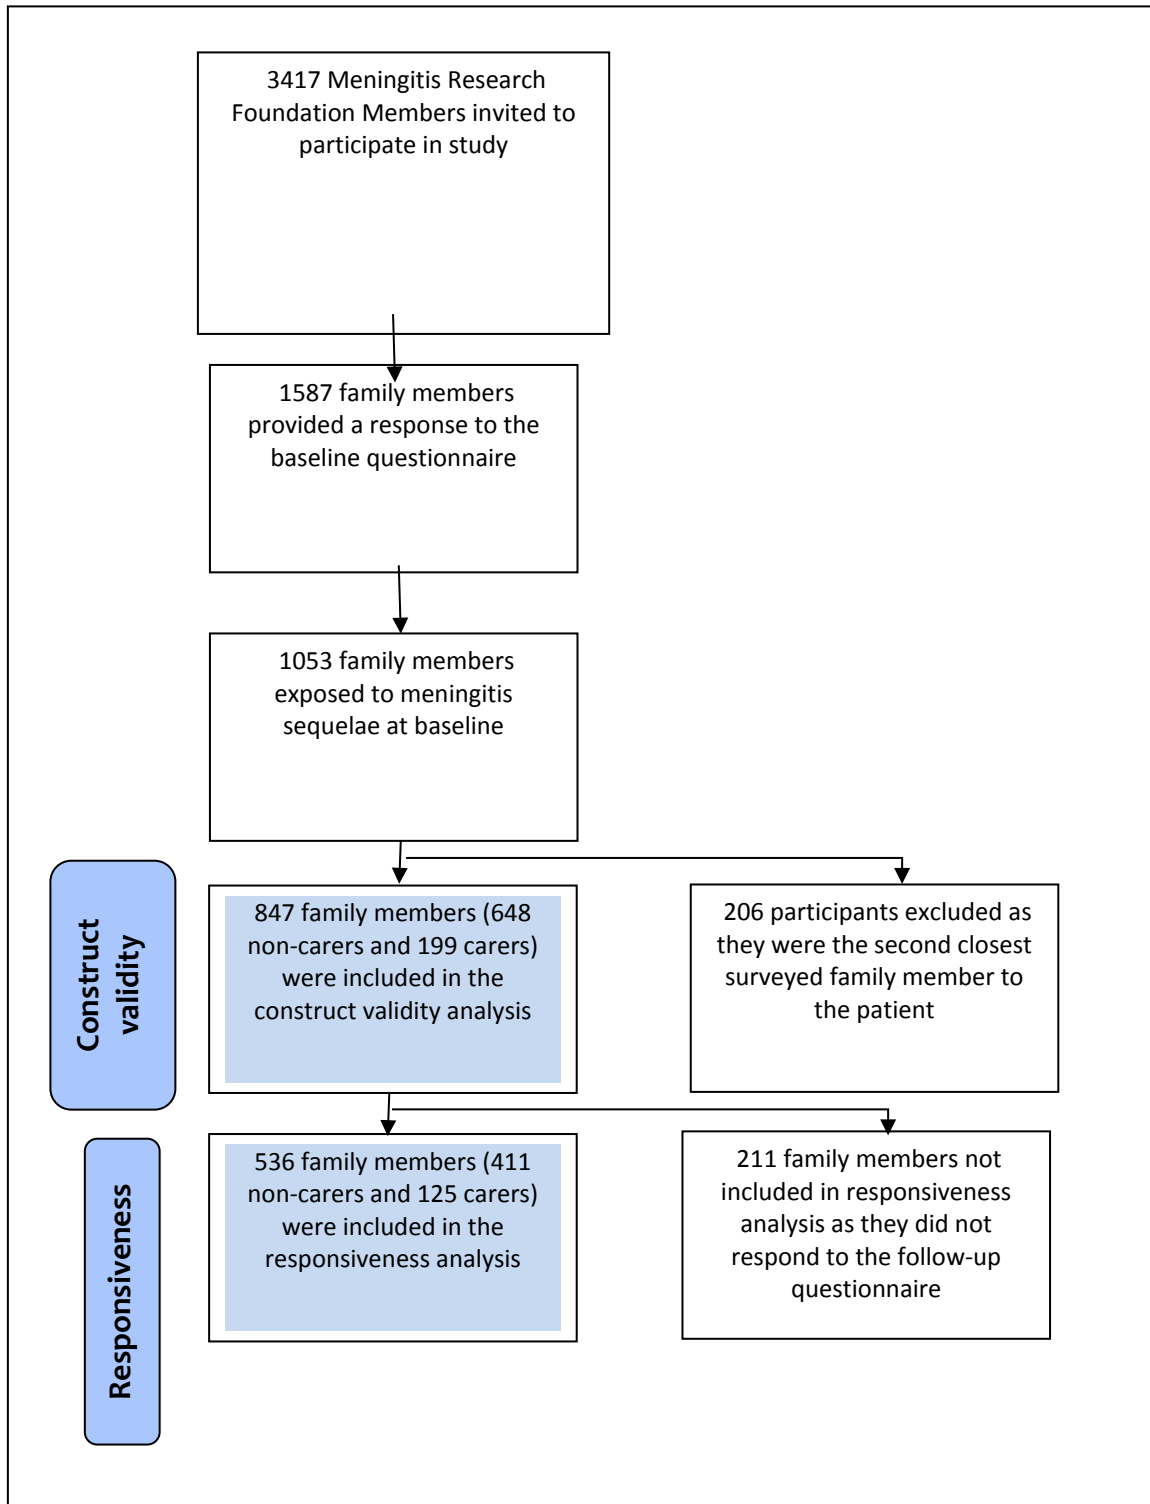 3417 Meningitis Research
Foundation Members invited to
participate in study
1587 family members
provided a response to the
baseline questionnaire
1053 family members
exposed to meningitis
sequelae at baseline
Construct
validity
847 family members (648
non-carers and 199 carers)
were included in the
construct validity analysis
206 participants excluded as
they were the second closest
surveyed family member to
the patient
Responsiveness
536 family members (411
non-carers and 125 carers)
were included in the
responsiveness analysis
211 family members not
included in responsiveness
analysis as they did not
respond to the follow-up
questionnaire